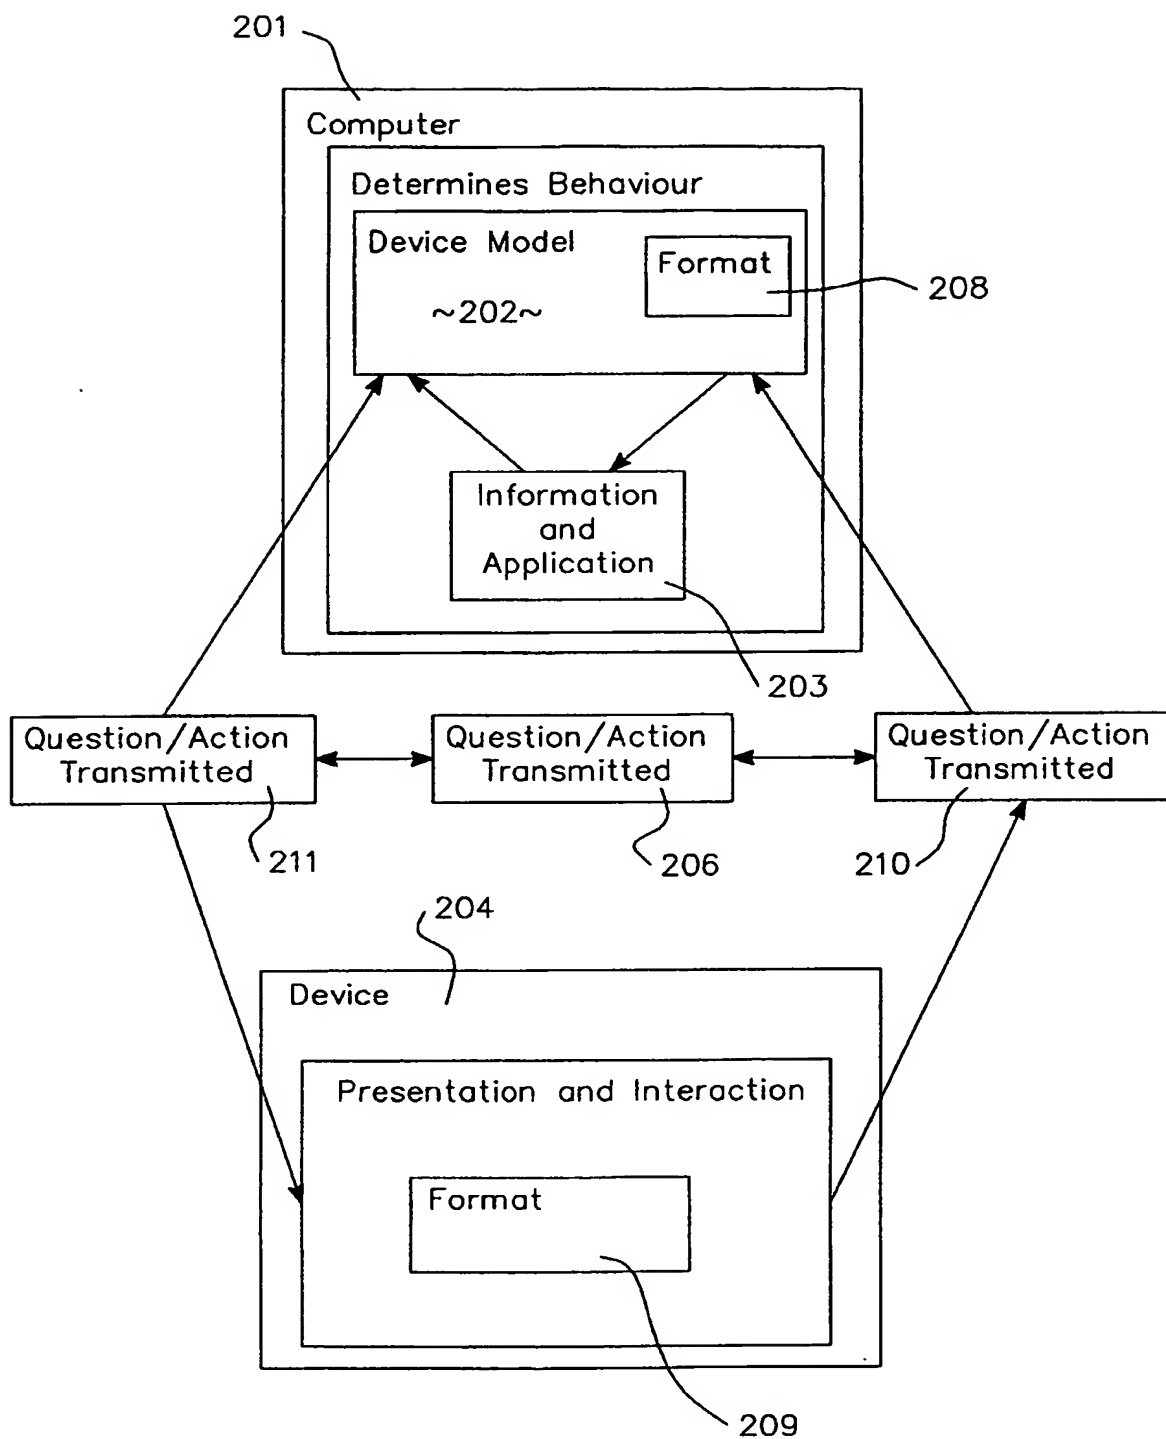 201
Computer
Determines Behaviour
Device Model
Format
~202~
208
Information
and
Application
203
Question/Action
Transmitted
211
Question/Action
Transmitted
206
Question/Action
Transmitted
210
204
Device
Presentation and Interaction
Format
209